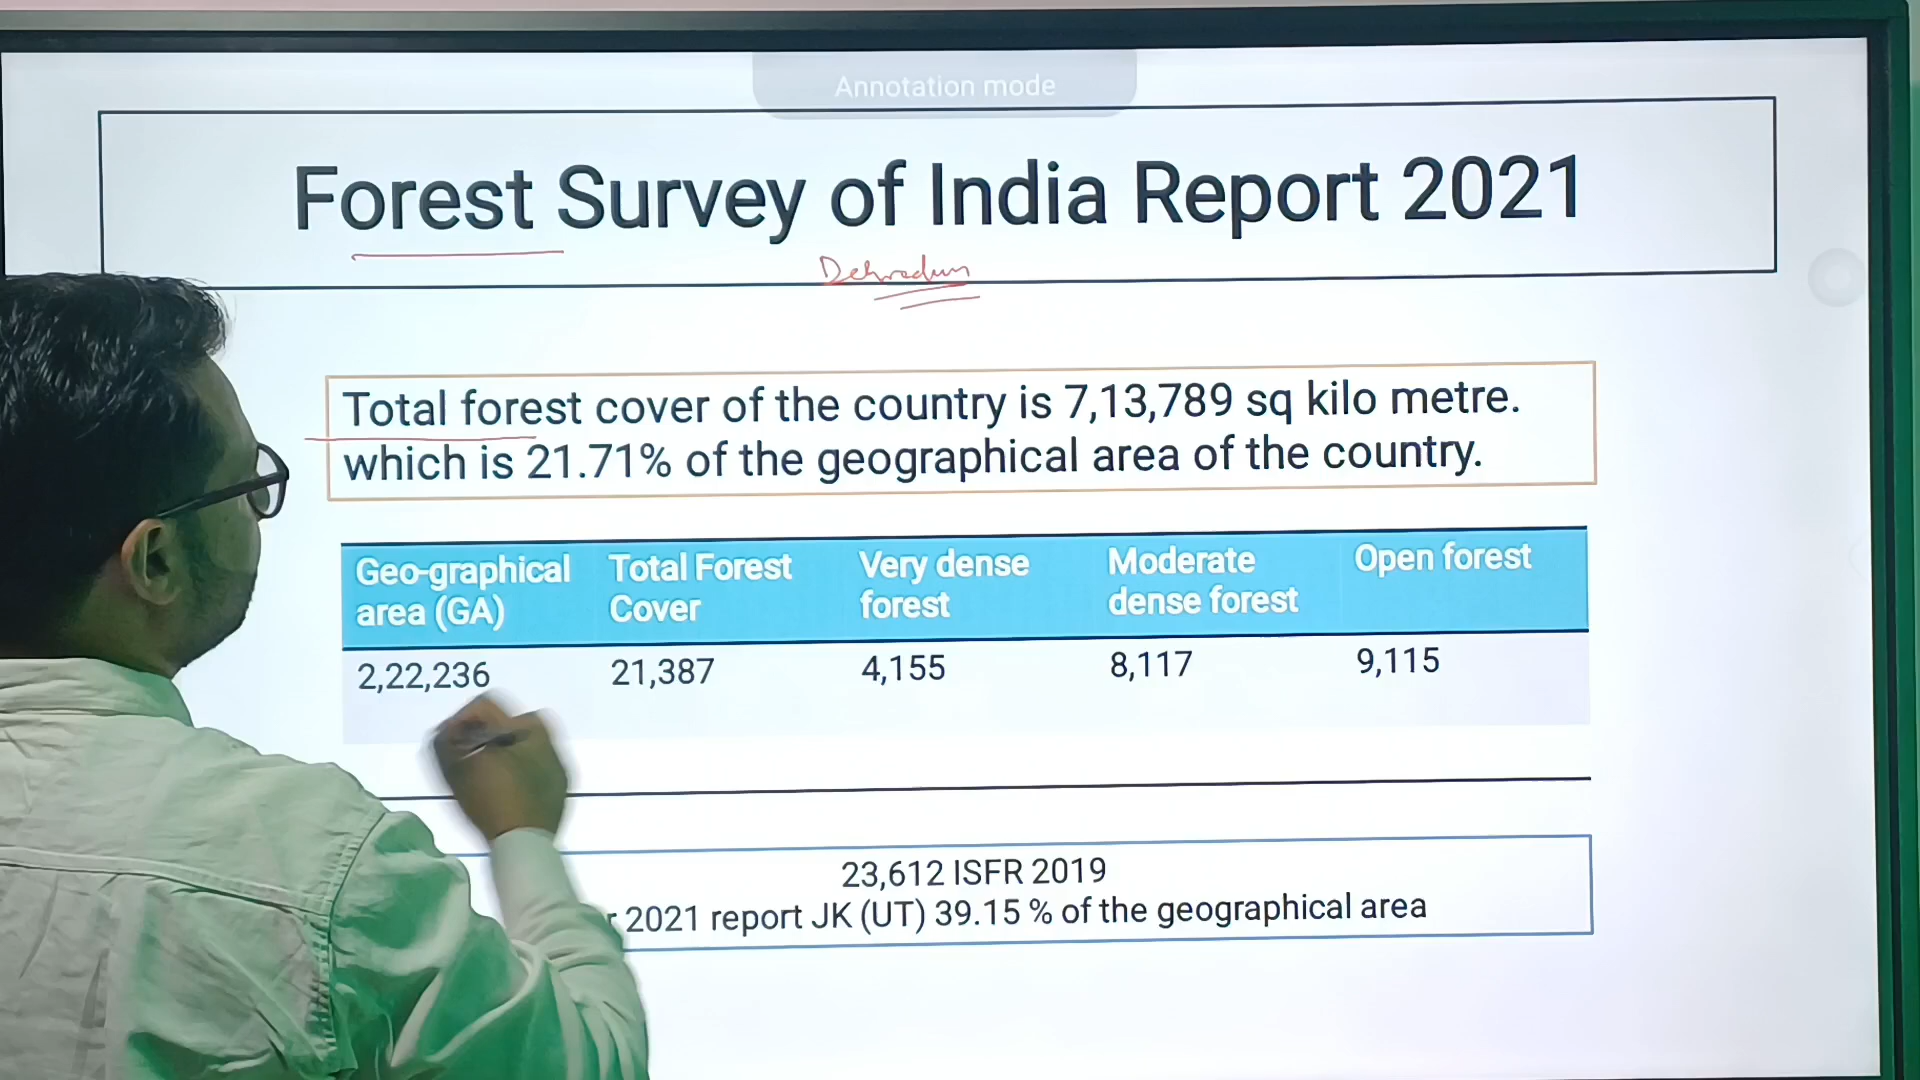 Annotation mode
Forest Survey of India Report 2021
Dehradun
Total forest cover of the country is 7,13,789 sq kilo metre.
which is 21.71% of the geographical area of the country.
Geo-graphical area (GA)
Total Forest Cover
Very dense forest
Moderate dense forest
Open forest
2,22,236
21,387
4,155
8,117
9,115
23,612 ISFR 2019
2021 report JK (UT) 39.15 % of the geographical area